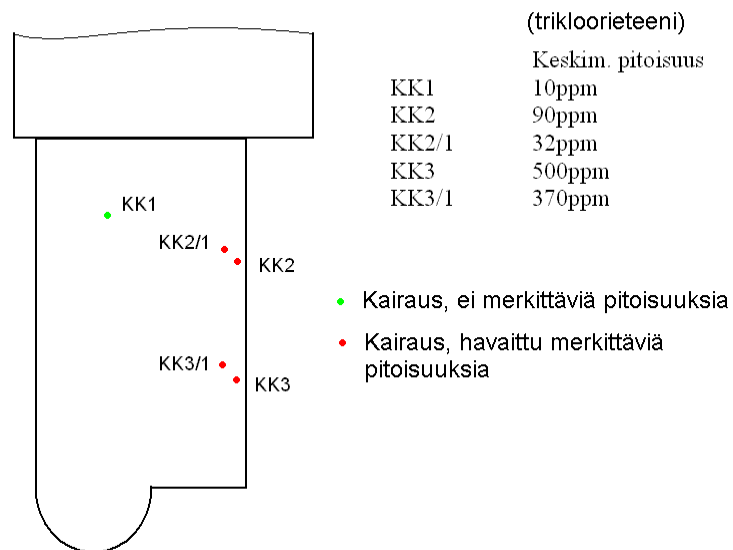 (trikloorieteeni)
Keskim. pitoisuus
KK1 10ppm
KK2 90ppm
KK2/1 32ppm
KK3 500ppm
KK3/1 370ppm
KK1
KK2/1
KK2
KK3/1
KK3
Kairaus, ei merkittäviä pitoisuuksia
Kairaus, havaittu merkittäviä
pitoisuuksia